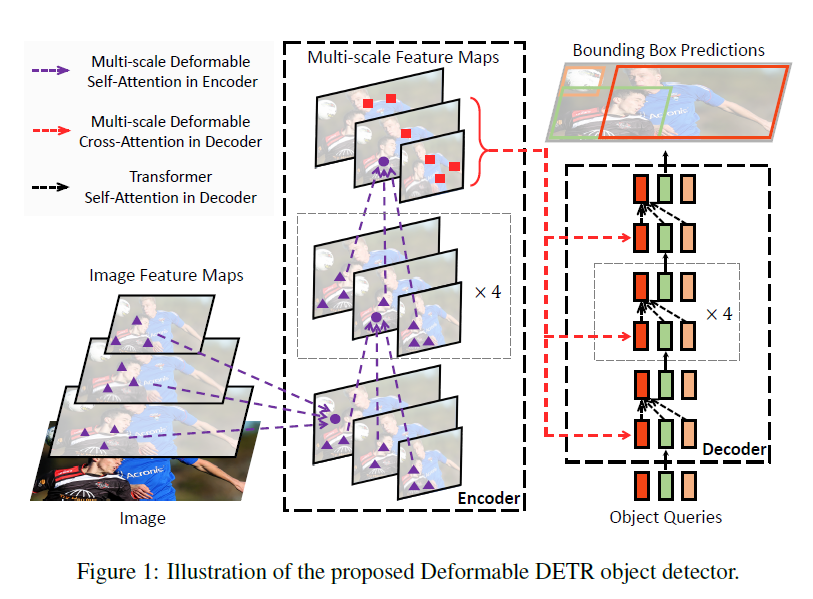 Multi-scale Deformable
Self-Attention in Encoder
Multi-scale Deformable
Cross-Attention in Decoder
Transformer
Self-Attention in Decoder
Multi-scale Feature Maps
Bounding Box Predictions
Acronis
Image Feature Maps
× 4
× 4
Acronis
Encoder
Decoder
Image
Object Queries
Figure 1: Illustration of the proposed Deformable DETR object detector.